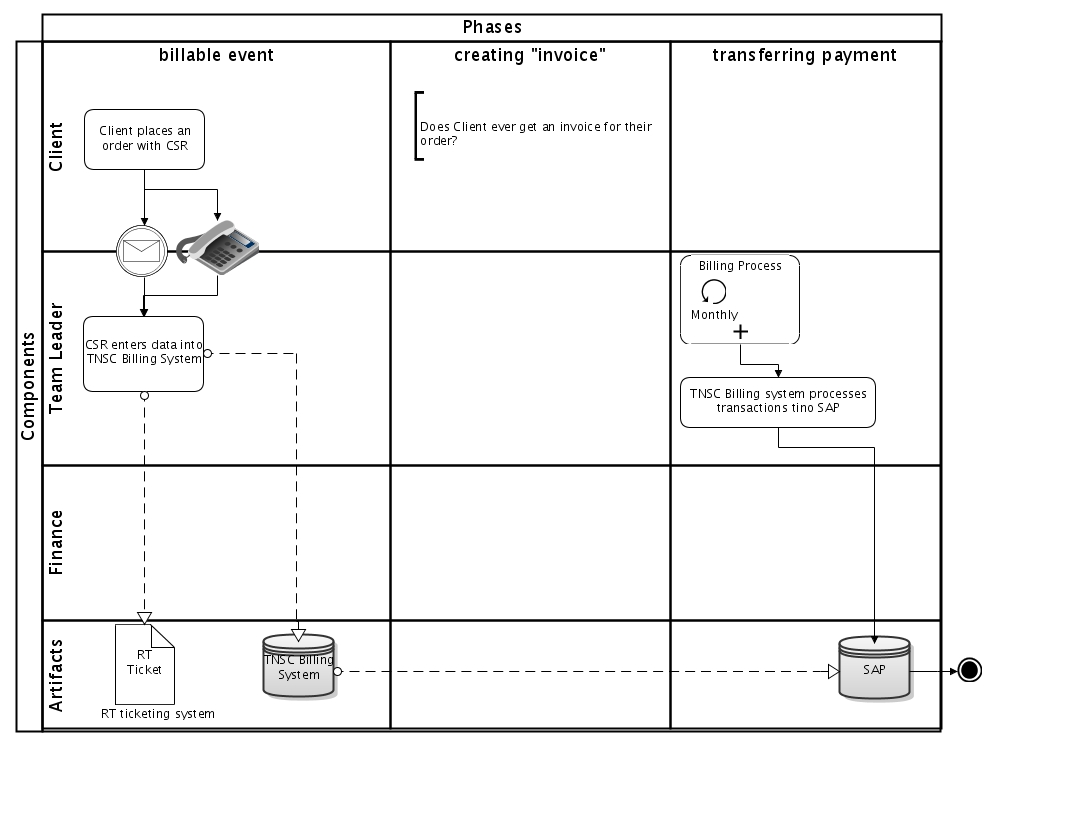 Phases
billable event
creating "invoice"
transferring payment
Components
Client
Client places an
order with CSR
Does Client ever get an invoice for their
order?
Team Leader
CSR enters data into
TNSC Billing System
Billing Process
Monthly
TNSC Billing system processes
transactions tino SAP
Finance
Artifacts
RT
Ticket
RT ticketing system
TNSC Billing
System
SAP